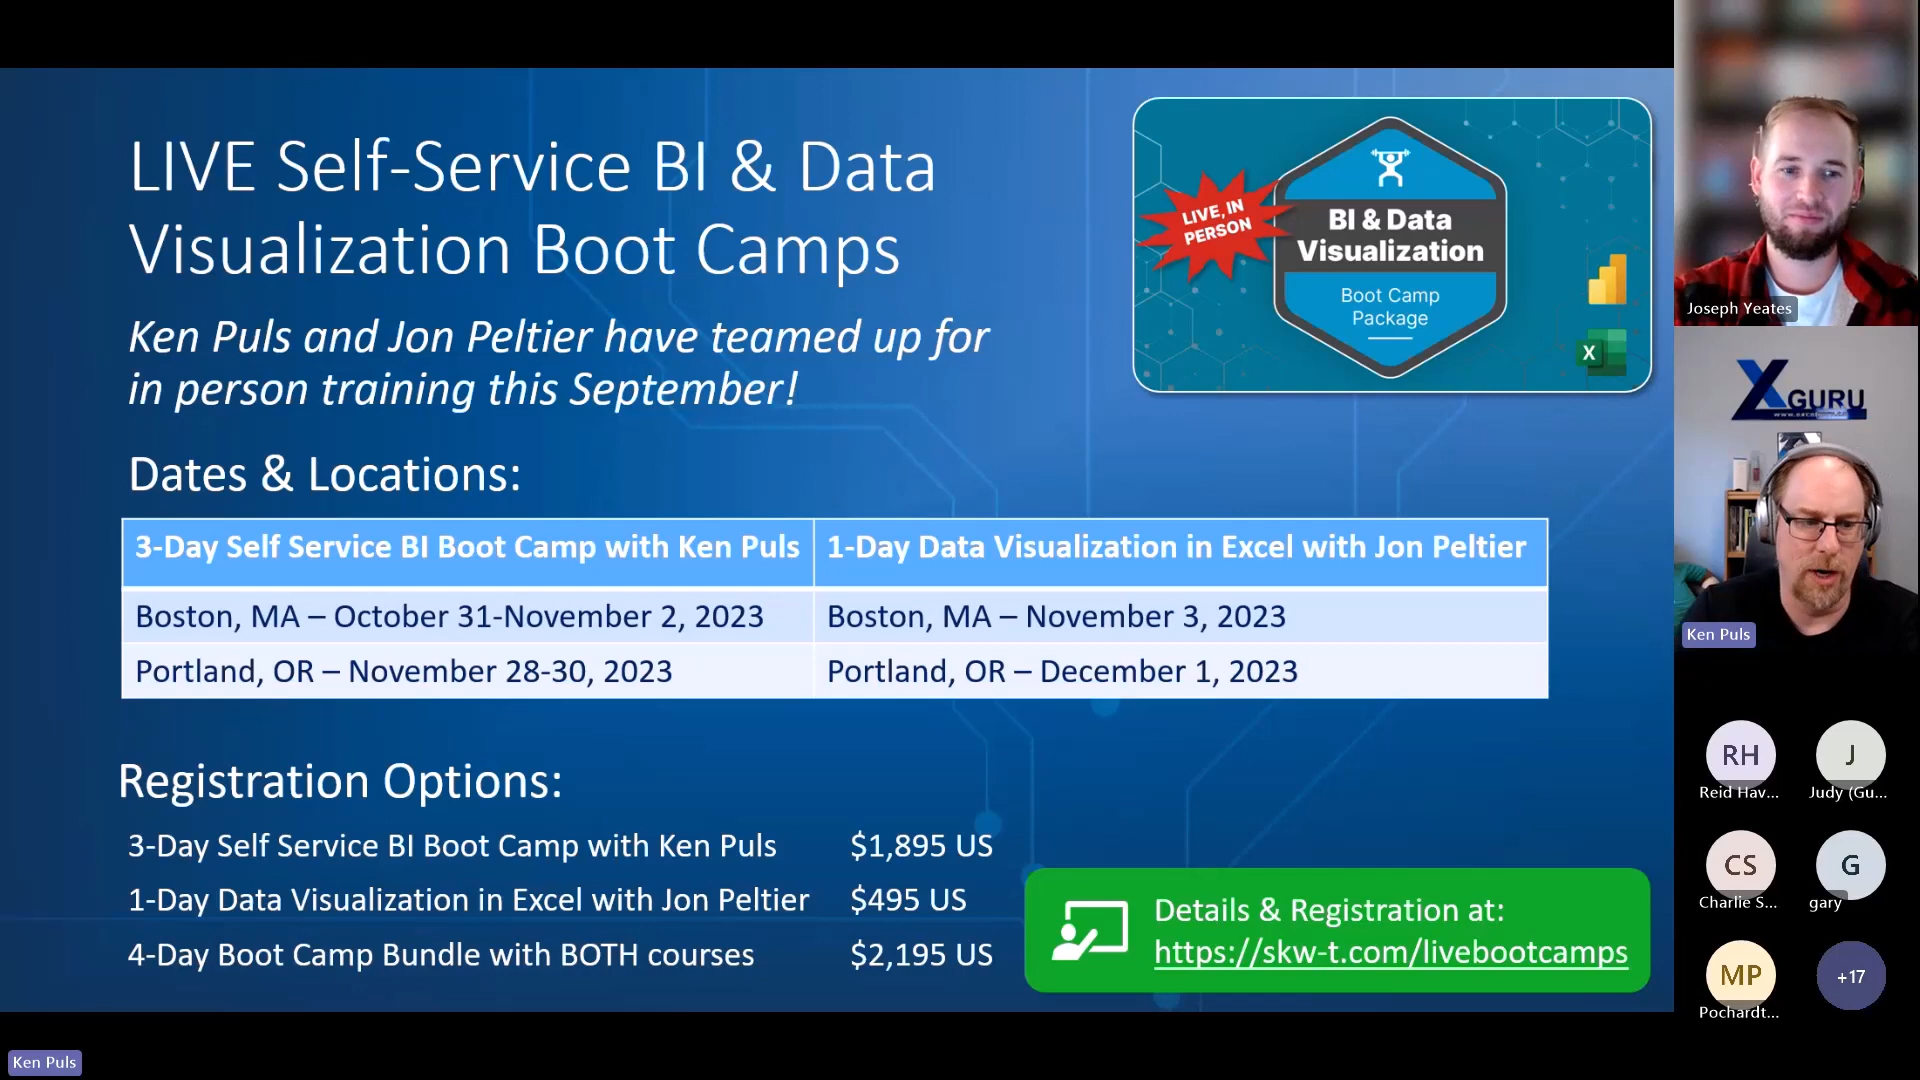 LIVE Self-Service BI & Data
Visualization Boot Camps
Ken Puls and Jon Peltier have teamed up for
in person training this September!
LIVE, IN
PERSON
BI & Data
Visualization
Boot Camp
Package
X
Dates & Locations:
3-Day Self Service BI Boot Camp with Ken Puls
1-Day Data Visualization in Excel with Jon Peltier
Boston, MA – October 31-November 2, 2023
Boston, MA – November 3, 2023
Portland, OR – November 28-30, 2023
Portland, OR – December 1, 2023
Registration Options:
3-Day Self Service BI Boot Camp with Ken Puls $1,895 US
1-Day Data Visualization in Excel with Jon Peltier $495 US
4-Day Boot Camp Bundle with BOTH courses $2,195 US
Details & Registration at:
https://skw-t.com/livebootcamps
Joseph Yeates
XGURU
Ken Puls
RH
Reid Hav...
J
Judy (Gu...
CS
Charlie S...
G
gary
MP
Pochardt...
+17
Ken Puls